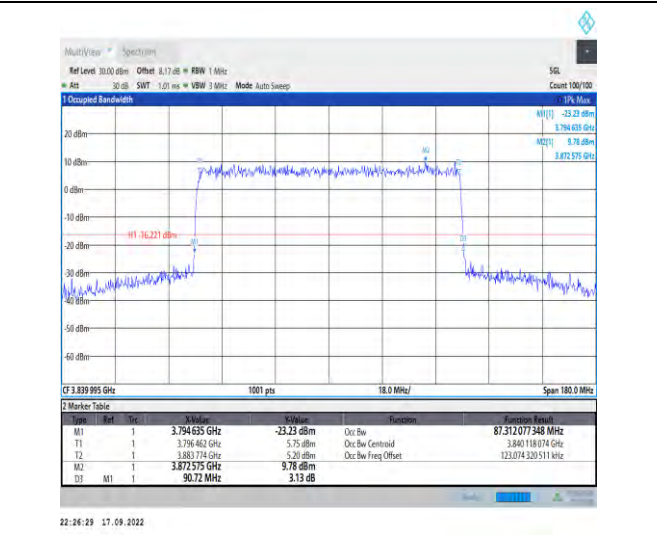 MultiView Spectrum
Ref Level 30.00 dBm Offset 8.17 dB RBW 1 MHz SGL
Att 30 dB SWT 1.01 ms VBW 3 MHz Mode Auto Sweep Count 100/100
1 Occupied Bandwidth 1Pk Max
M1[1] -23.23 dBm
3.794 635 GHz
M2[1] 9.78 dBm
3.872 575 GHz
20 dBm
M2
10 dBm
0 dBm
-10 dBm
H1 -16.221 dBm
M1
D3
-20 dBm
-30 dBm
-40 dBm
-50 dBm
-60 dBm
CF 3.839 995 GHz 1001 pts 18.0 MHz/ Span 180.0 MHz
2 Marker Table
Type Ref Trc X-Value Y-Value Function Function Result
M1 1 3.794 635 GHz -23.23 dBm Occ Bw 87.312 077 348 MHz
T1 1 3.796 462 GHz 5.75 dBm Occ Bw Centroid 3.840 118 074 GHz
T2 1 3.883 774 GHz 5.20 dBm Occ Bw Freq Offset 123.074 320 511 kHz
M2 1 3.872 575 GHz 9.78 dBm
D3 M1 1 90.72 MHz 3.13 dB
22:26:29 17.09.2022